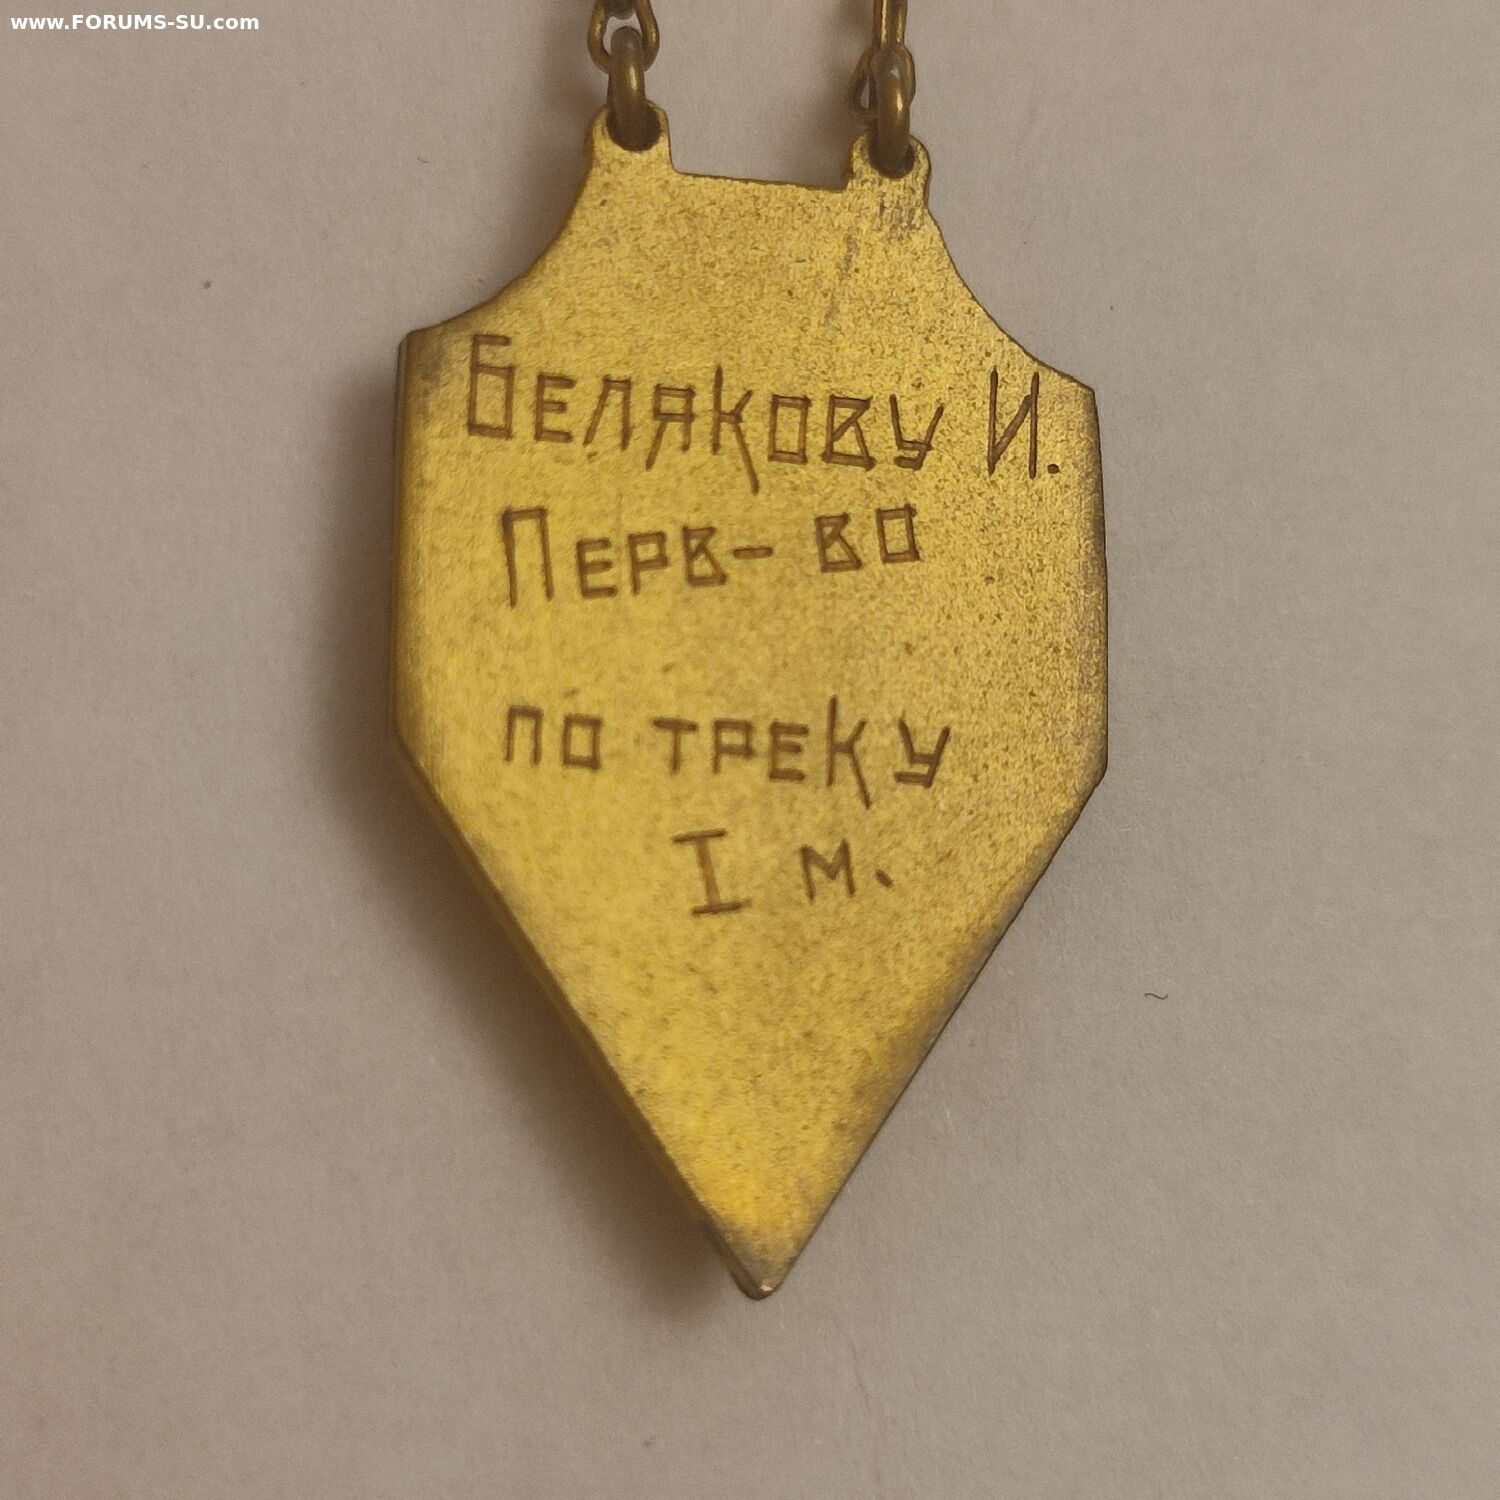 www.FORUMS-SU.com
Белякову И.
Перв-во
по треку
I м.